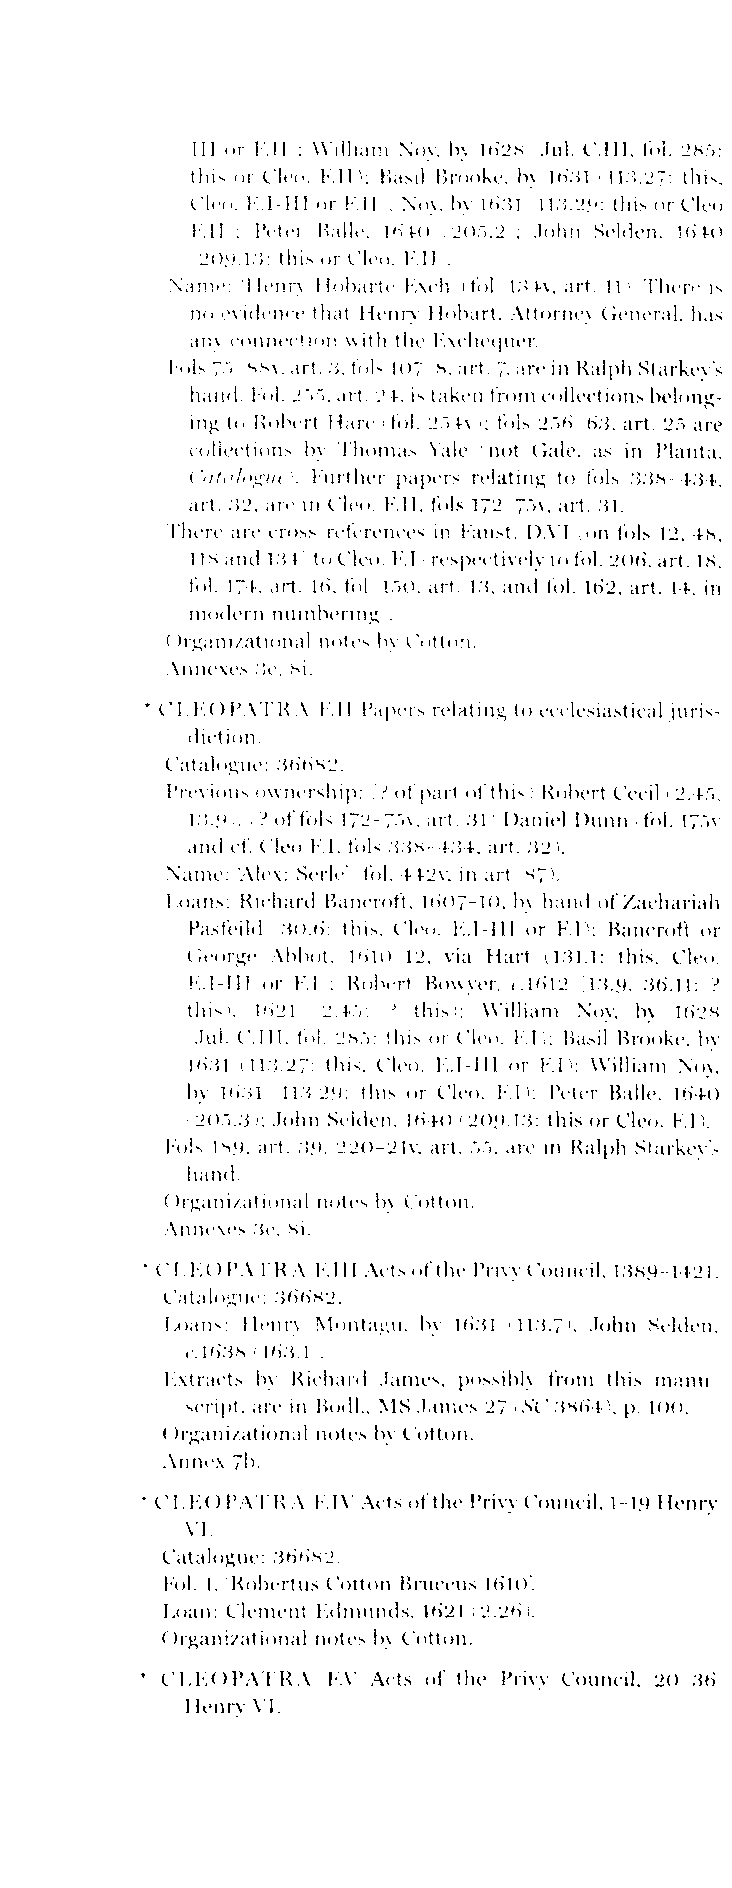 III or F.II); William Noy, by 1628 (Jul. C.III, fol. 285:
this or Cleo. F.II); Basil Brooke, by 1631 (113.27: this,
Cleo. E.I-III or F.II), Noy, by 1631 (113.29: this or Cleo
F.II); Peter Balle, 1640 (205.2); John Selden, 1640
(209.13: this or Cleo. F.II).
Name: 'Henry Hobarte Exch' (fol. 134v, art. 11). There is
no evidence that Henry Hobart, Attorney General, has
any connection with the Exchequer.
Fols 75-88v, art. 3, fols 107-8, art. 7, are in Ralph Starkey's
hand. Fol. 255, art. 24, is taken from collections belong-
ing to Robert Hare (fol. 254v); fols 256-63, art. 25 are
collections by Thomas Yale (not Gale, as in Planta,
Catalogue). Further papers relating to fols 338-434,
art. 32, are in Cleo. F.II, fols 172-75v, art. 31.
There are cross-references in Faust. D.VI (on fols 12, 48,
118 and 134) to Cleo. F.I (respectively to fol. 206, art. 18,
fol. 174, art. 16, fol. 150, art. 13, and fol. 162, art. 14, in
modern numbering).
Organizational notes by Cotton.
Annexes 3e, 8i.
* CLEOPATRA F.II Papers relating to ecclesiastical juris-
diction.
Catalogue: 36682.
Previous ownership: (? of part of this) Robert Cecil (2.45,
13.9), (? of fols 172-75v, art. 31) Daniel Dunn (fol. 175v
and cf. Cleo F.I, fols 338-434, art. 32).
Name: 'Alex: Serle' (fol. 442v, in art. 87).
Loans: Richard Bancroft, 1607-10, by hand of Zachariah
Pasfeild (30.6: this, Cleo. E.I-III or F.I); Bancroft or
George Abbot, 1610-12, via Hart (131.1: this, Cleo.
E.I-III or F.I); Robert Bowyer, c.1612 (13.9, 36.11: ?
this), 1621 (2.45: ? this); William Noy, by 1628
(Jul. C.III, fol. 285: this or Cleo. F.I); Basil Brooke, by
1631 (113.27: this, Cleo. E.I-III or F.I); William Noy,
by 1631 (113.29: this or Cleo. F.I); Peter Balle, 1640
(205.3); John Selden, 1640 (209.13: this or Cleo. F.I).
Fols 189, art. 39, 220-21v, art. 55, are in Ralph Starkey's
hand.
Organizational notes by Cotton.
Annexes 3e, 8i.
* CLEOPATRA F.III Acts of the Privy Council, 1389-1421.
Catalogue: 36682.
Loans: Henry Montagu, by 1631 (113.7), John Selden,
c.1638 (163.1).
Extracts by Richard James, possibly from this manu-
script, are in Bodl., MS James 27 (SC 3864), p. 100.
Organizational notes by Cotton.
Annex 7b.
* CLEOPATRA F.IV Acts of the Privy Council, 1-19 Henry
VI.
Catalogue: 36682.
Fol. 1, 'Robertus Cotton Bruceus 1610'.
Loan: Clement Edmunds, 1621 (2.26).
Organizational notes by Cotton.
* CLEOPATRA F.V Acts of the Privy Council, 20-36
Henry VI.